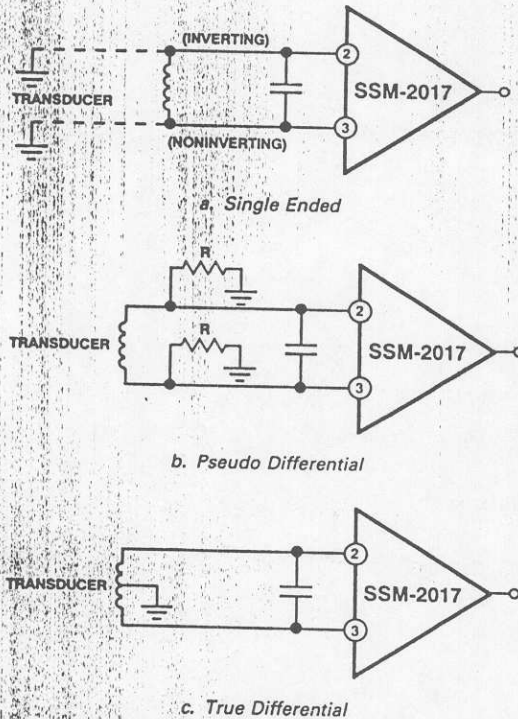 (INVERTING)
2
SSM-2017
TRANSDUCER
3
(NONINVERTING)
a. Single Ended
R
2
TRANSDUCER
R
SSM-2017
3
b. Pseudo Differential
2
TRANSDUCER
SSM-2017
3
c. True Differential